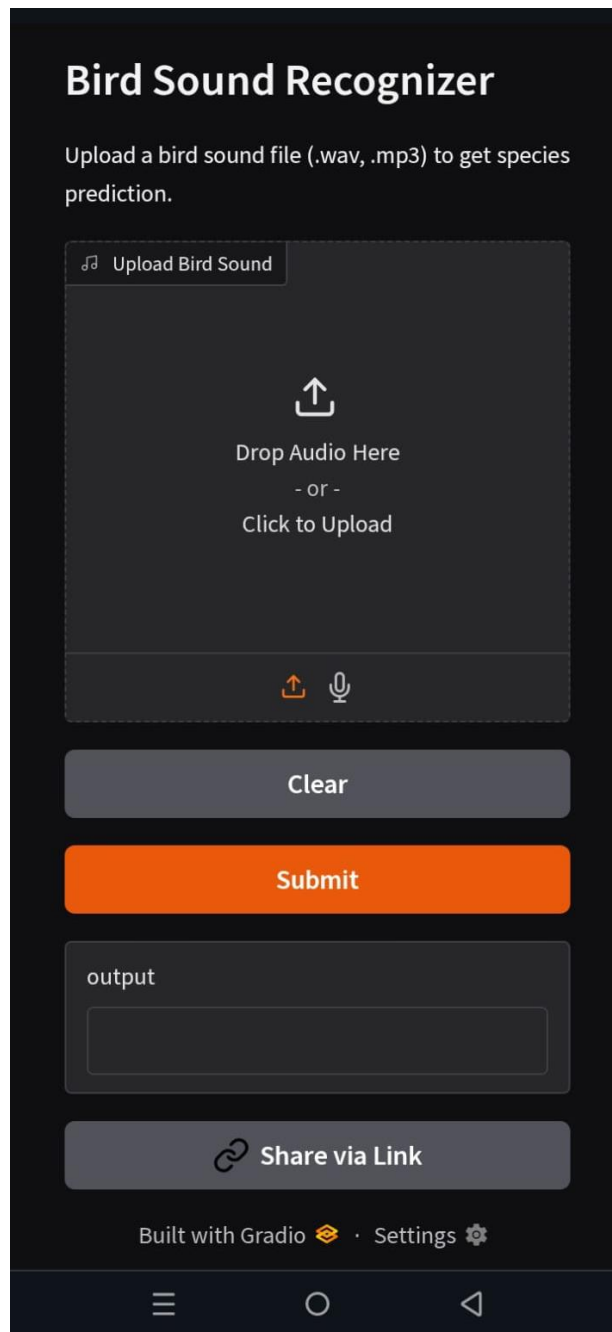 Bird Sound Recognizer
Upload a bird sound file (.wav, .mp3) to get species
prediction.
Upload Bird Sound
Drop Audio Here
- or -
Click to Upload
Clear
Submit
output
Share via Link
Built with Gradio · Settings